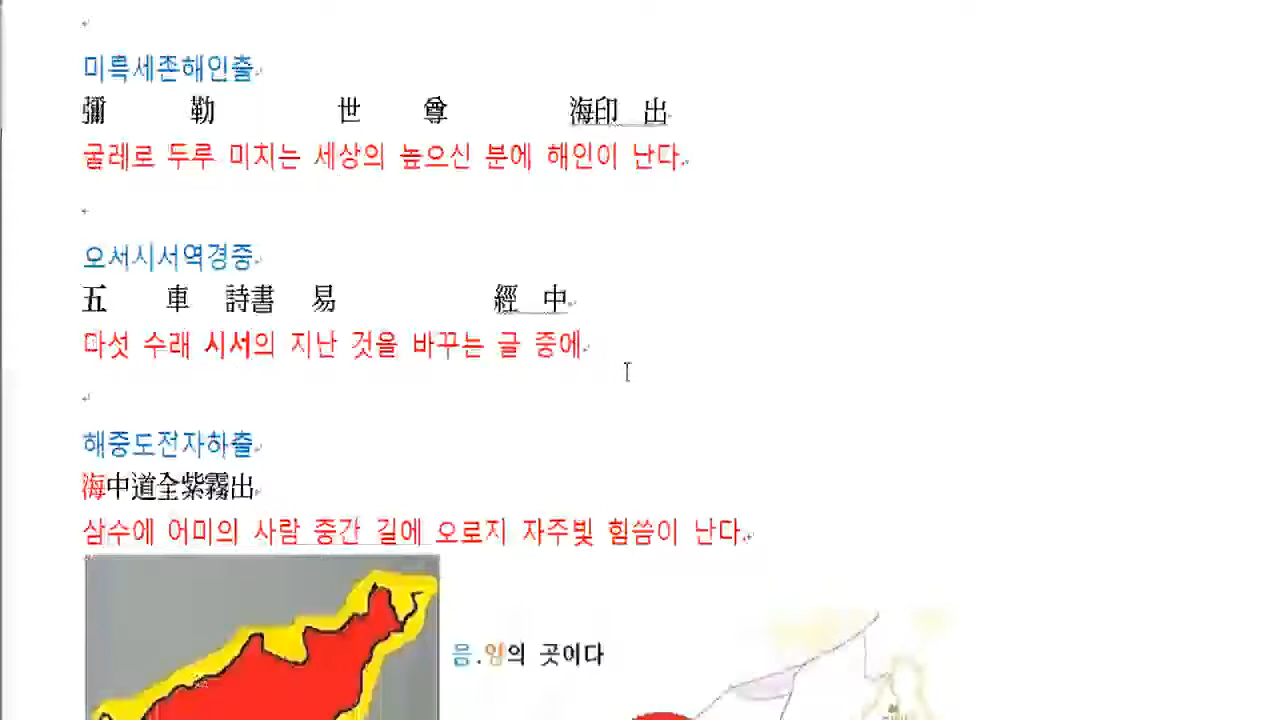 미륵세존해인출
彌 勒 世 尊 海印 出
굴레로 두루 미치는 세상의 높으신 분에 해인이 난다.
오서시서역경중
五 車 詩書 易 經 中
다섯 수래 시서의 지난 것을 바꾸는 글 중에
해중도전자하출
海中道全紫霧出
삼수에 어미의 사람 중간 길에 오로지 자주빛 힘씀이 난다.
음.양의 곳이다